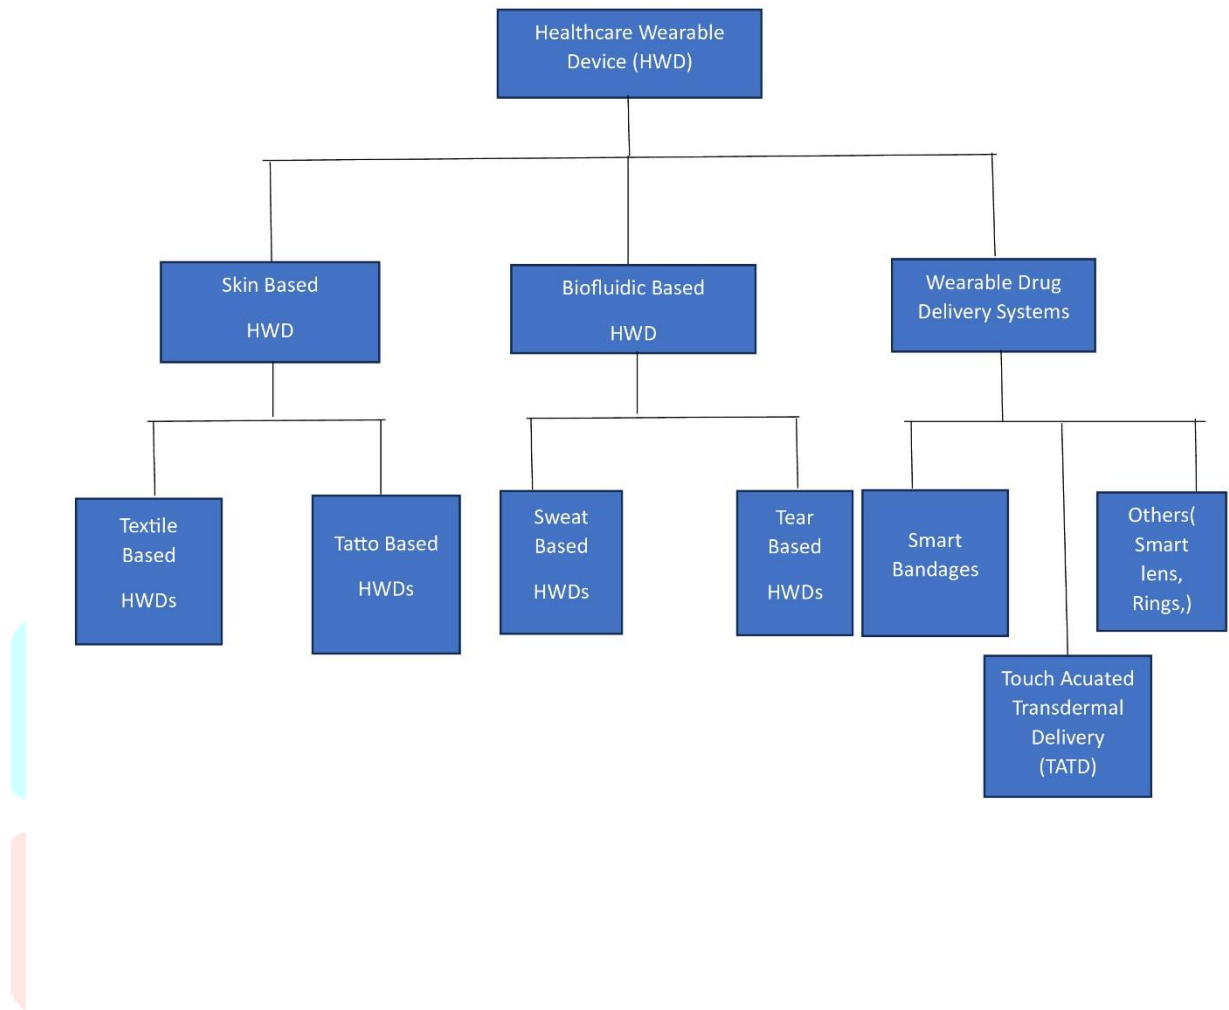 Healthcare Wearable
Device (HWD)
Skin Based
HWD
Biofluidic Based
HWD
Wearable Drug
Delivery Systems
Textile
Based
HWDs
Tatto Based
HWDs
Sweat
Based
HWDs
Tear
Based
HWDs
Smart
Bandages
Others(
Smart
lens,
Rings,)
Touch Acuated
Transdermal
Delivery
(TATD)